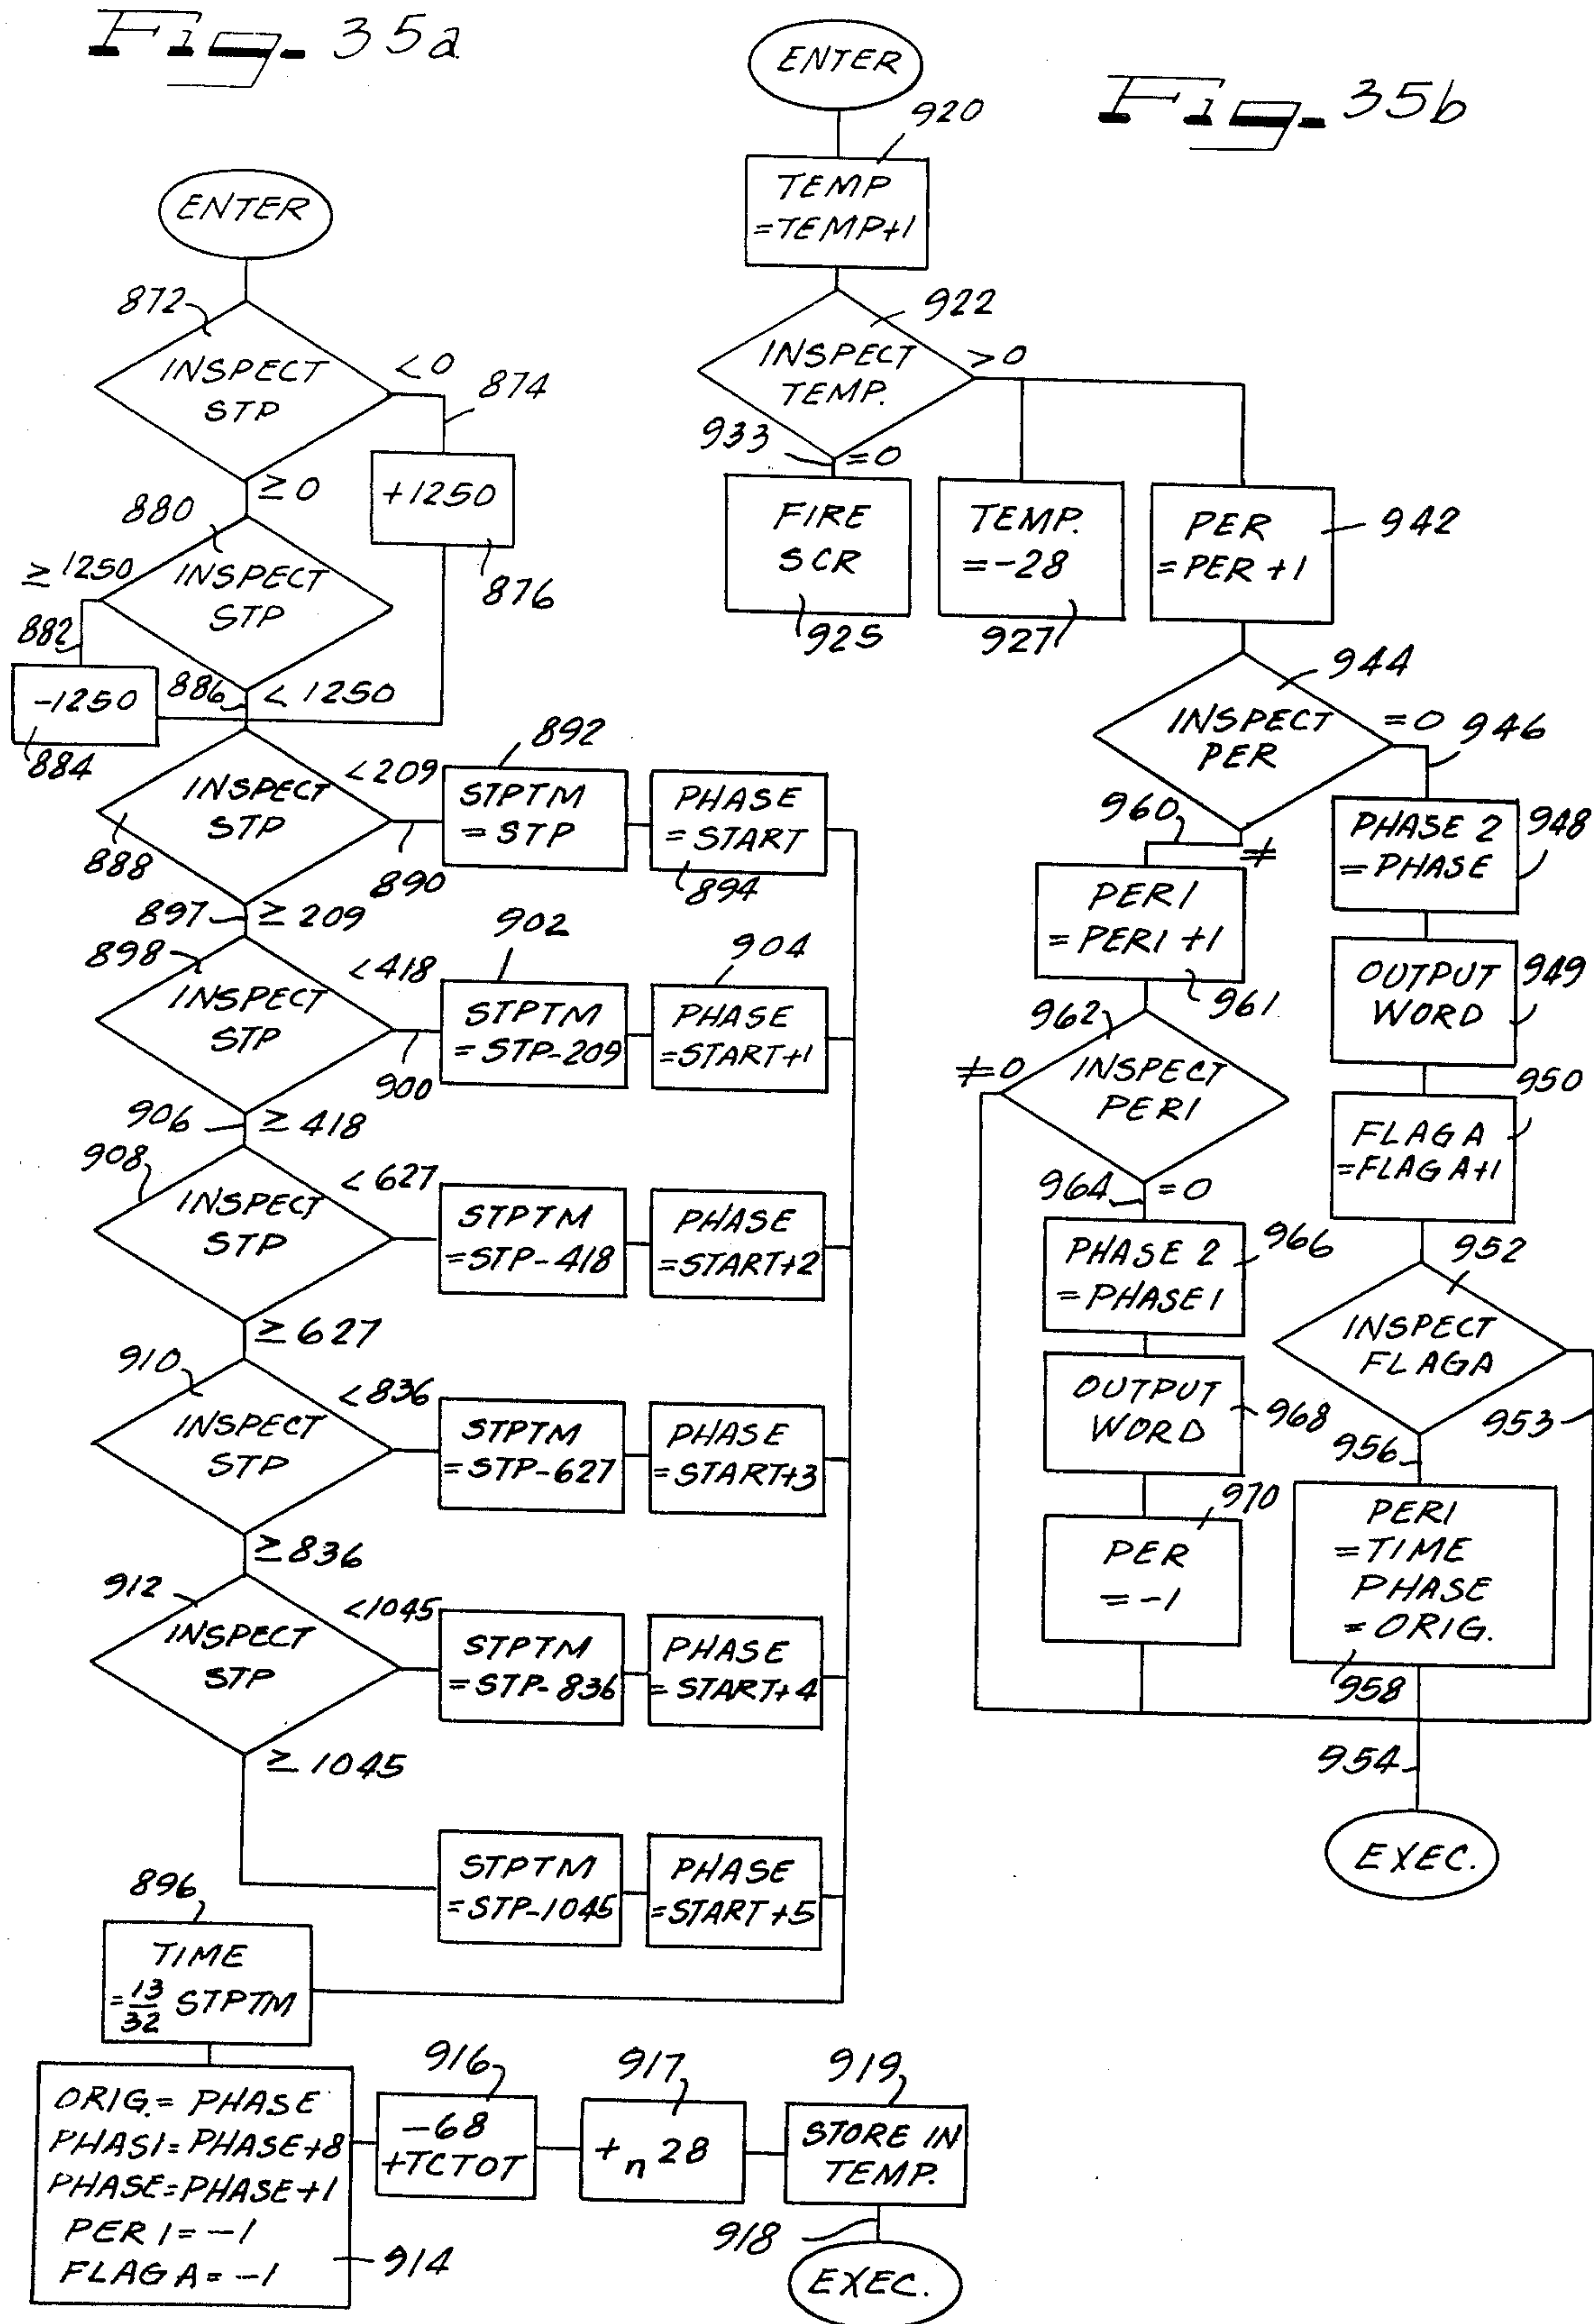 Fig. 35a
ENTER
872
INSPECT
STP
<0
874
≥0
+1250
876
880
≥1250
INSPECT
STP
882
-1250
884
886
<1250
INSPECT
STP
888
<209
890
892
STPTM
=STP
PHASE
=START
894
897
≥209
898
INSPECT
STP
<418
900
902
STPTM
=STP-209
904
PHASE
=START+1
906
≥418
908
INSPECT
STP
<627
STPTM
=STP-418
PHASE
=START+2
≥627
910
INSPECT
STP
<836
STPTM
=STP-627
PHASE
=START+3
≥836
912
INSPECT
STP
<1045
STPTM
=STP-836
PHASE
=START+4
≥1045
STPTM
=STP-1045
PHASE
=START+5
896
TIME
=13/32 STPTM
ORIG.=PHASE
PHAS1=PHASE+8
PHASE=PHASE+1
PER 1=-1
FLAG A=-1
914
916
-68
+TCTOT
917
+n 28
919
STORE IN
TEMP.
918
EXEC.
Fig. 35b
ENTER
920
TEMP
=TEMP+1
922
INSPECT
TEMP.
>0
933
=0
FIRE
SCR
925
TEMP.
=-28
927
PER
=PER+1
942
944
INSPECT
PER
=0
946
960
≠
PER1
=PER1+1
961
962
INSPECT
PER1
≠0
964
=0
PHASE 2
=PHASE 1
966
OUTPUT
WORD
968
970
PER
=-1
PHASE 2
=PHASE
948
OUTPUT
WORD
949
950
FLAG A
=FLAG A+1
952
INSPECT
FLAGA
953
956
PER1
=TIME
PHASE
=ORIG.
958
954
EXEC.